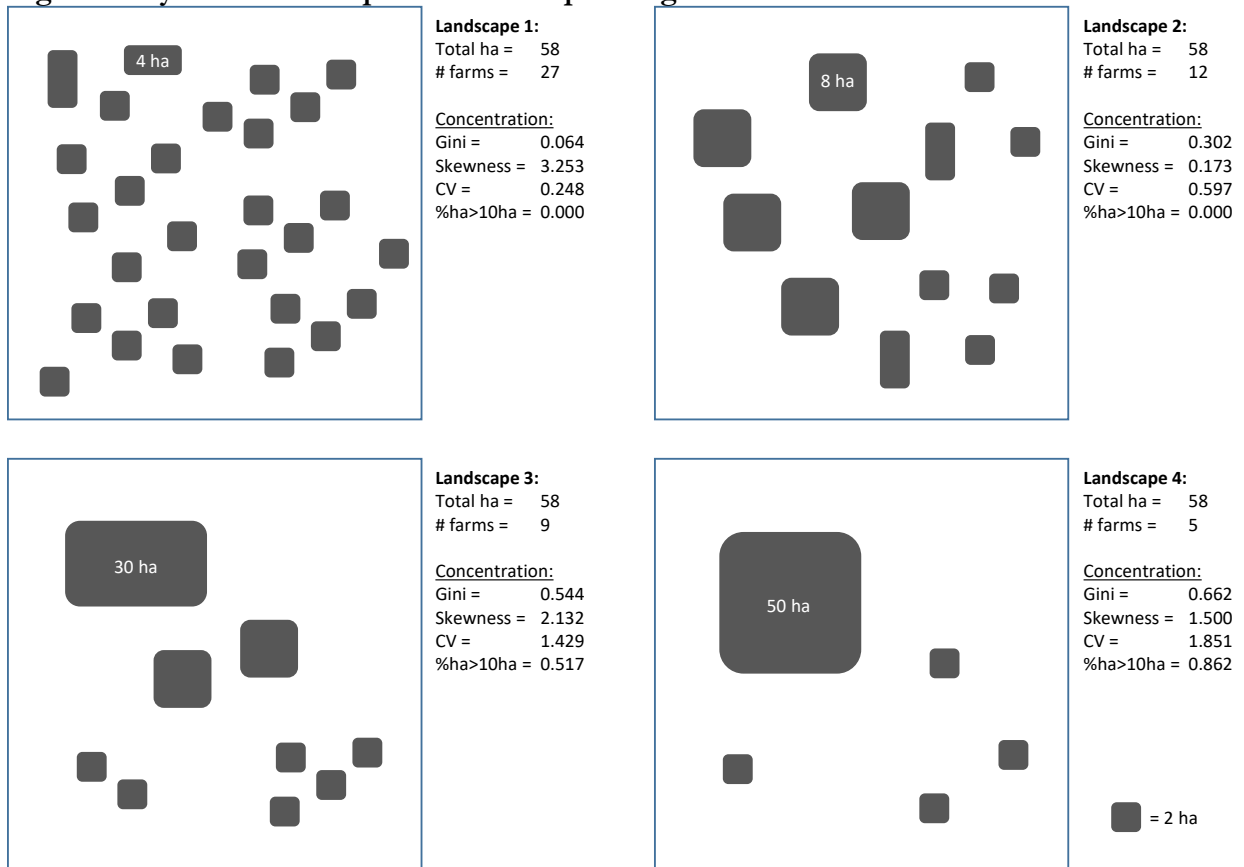 4 ha
Landscape 1:
Total ha = 58
# farms = 27
Concentration:
Gini = 0.064
Skewness = 3.253
CV = 0.248
%ha>10ha = 0.000
8 ha
Landscape 2:
Total ha = 58
# farms = 12
Concentration:
Gini = 0.302
Skewness = 0.173
CV = 0.597
%ha>10ha = 0.000
30 ha
Landscape 3:
Total ha = 58
# farms = 9
Concentration:
Gini = 0.544
Skewness = 2.132
CV = 1.429
%ha>10ha = 0.517
50 ha
Landscape 4:
Total ha = 58
# farms = 5
Concentration:
Gini = 0.662
Skewness = 1.500
CV = 1.851
%ha>10ha = 0.862
= 2 ha